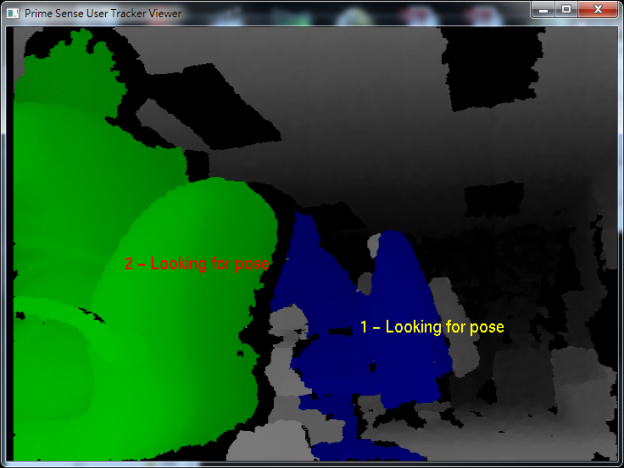 Prime Sense User Tracker Viewer
2 - Looking for pose
1 - Looking for pose